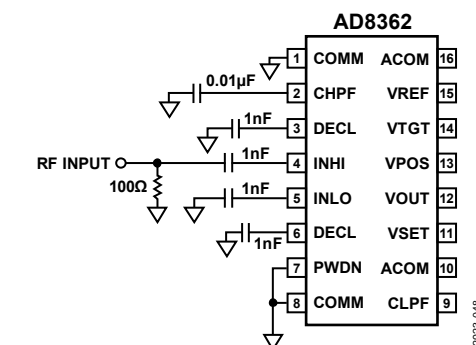 AD8362
1 COMM ACOM 16
0.01µF
2 CHPF VREF 15
1nF
3 DECL VTGT 14
RF INPUT
1nF
4 INHI VPOS 13
100Ω
1nF
5 INLO VOUT 12
1nF
6 DECL VSET 11
7 PWDN ACOM 10
8 COMM CLPF 9